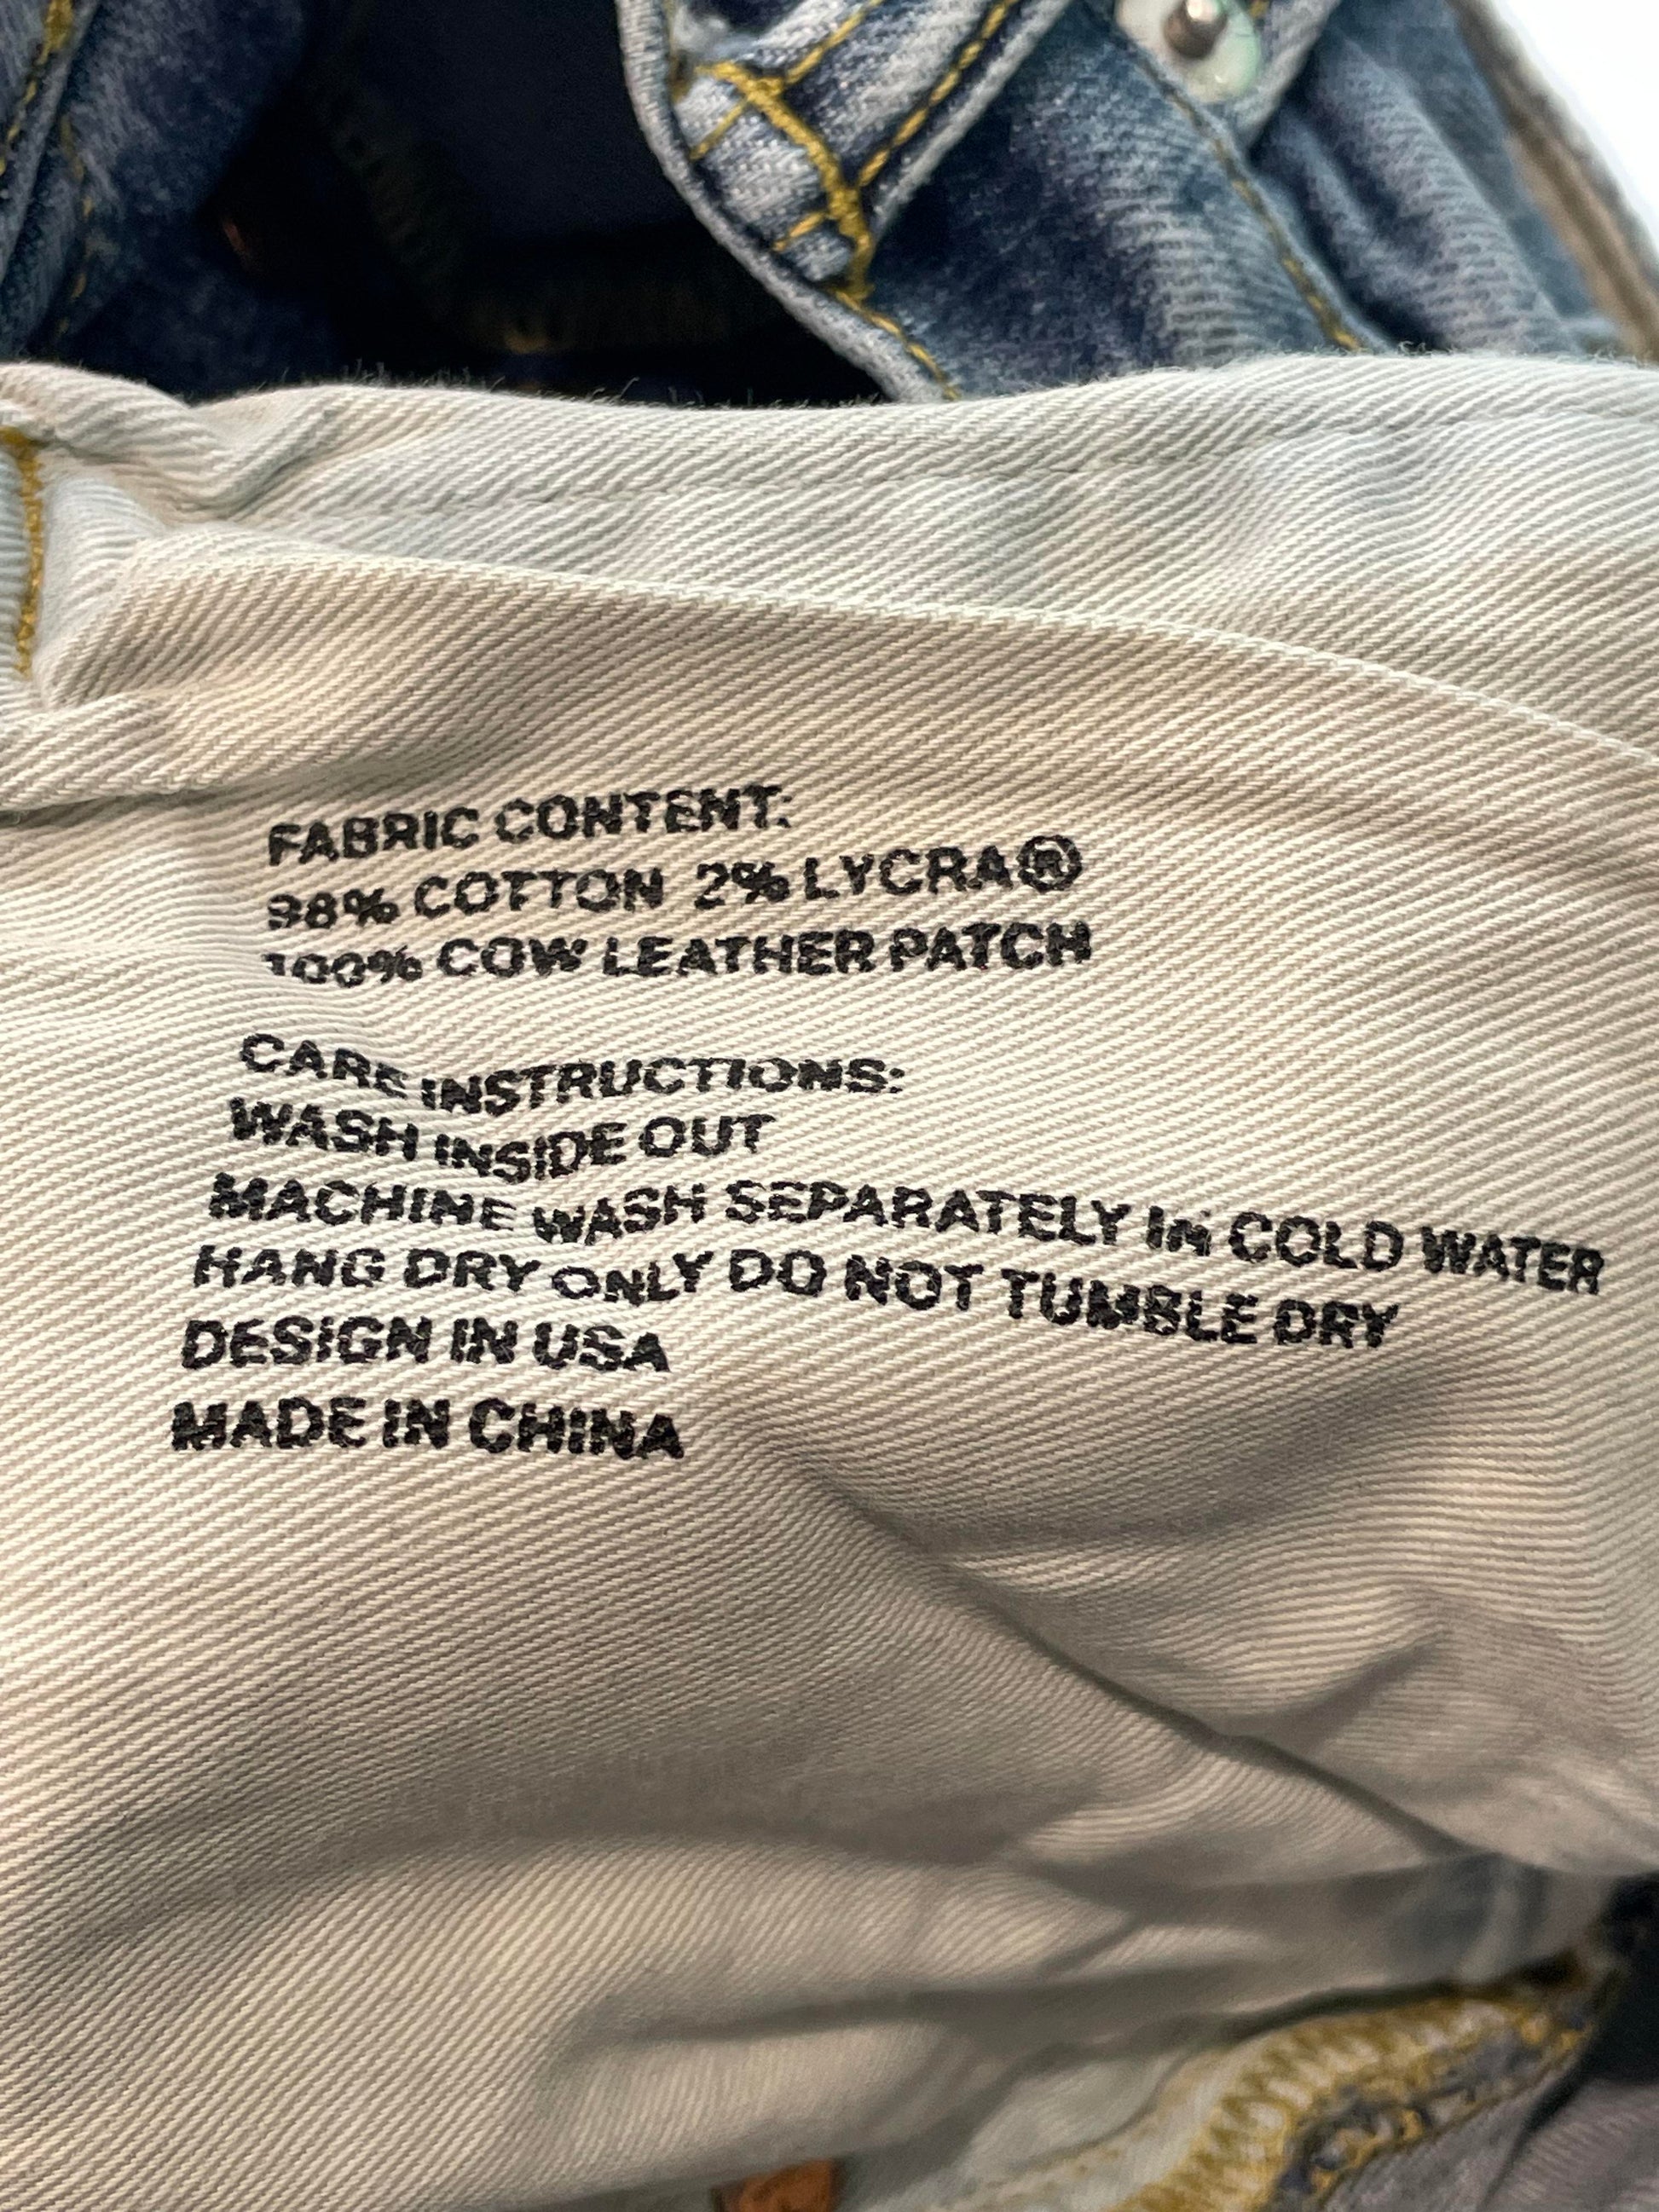 FABRIC CONTENT:
98% COTTON 2% LYCRA®
100% COW LEATHER PATCH
CARE INSTRUCTIONS:
WASH INSIDE OUT
MACHINE WASH SEPARATELY IN COLD WATER
HANG DRY ONLY DO NOT TUMBLE DRY
DESIGN IN USA
MADE IN CHINA